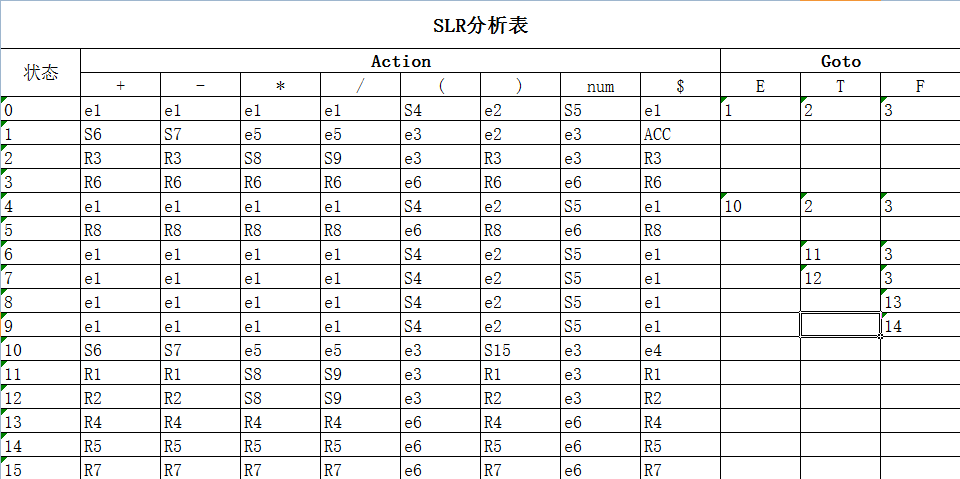 SLR分析表
状态 Action Goto
+ - * / ( ) num $ E T F
0 e1 e1 e1 e1 S4 e2 S5 e1 1 2 3
1 S6 S7 e5 e5 e3 e2 e3 ACC
2 R3 R3 S8 S9 e3 R3 e3 R3
3 R6 R6 R6 R6 e6 R6 e6 R6
4 e1 e1 e1 e1 S4 e2 S5 e1 10 2 3
5 R8 R8 R8 R8 e6 R8 e6 R8
6 e1 e1 e1 e1 S4 e2 S5 e1 11 3
7 e1 e1 e1 e1 S4 e2 S5 e1 12 3
8 e1 e1 e1 e1 S4 e2 S5 e1 13
9 e1 e1 e1 e1 S4 e2 S5 e1 14
10 S6 S7 e5 e5 e3 S15 e3 e4
11 R1 R1 S8 S9 e3 R1 e3 R1
12 R2 R2 S8 S9 e3 R2 e3 R2
13 R4 R4 R4 R4 e6 R4 e6 R4
14 R5 R5 R5 R5 e6 R5 e6 R5
15 R7 R7 R7 R7 e6 R7 e6 R7